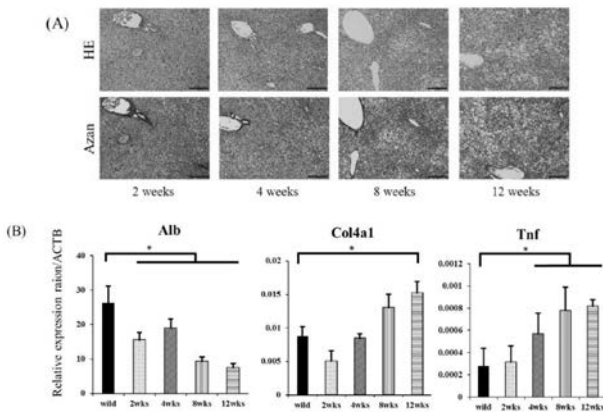 (A)
HE
Azan
2 weeks 4 weeks 8 weeks 12 weeks
(B)
Alb Col4a1 Tnf
Relative expression raion/ACTB
* * *
40 0.02 0.0012
30 0.015 0.001
0.0008
20 0.01 0.0006
10 0.005 0.0004
0.0002
0 0 0
wild 2wks 4wks 8wks 12wks wild 2wks 4wks 8wks 12wks wild 2wks 4wks 8wks 12wks